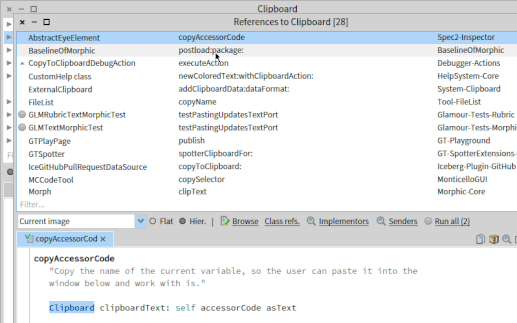 Clipboard
References to Clipboard [28]
AbstractEyeElement copyAccessorCode Spec2-Inspector
BaselineOfMorphic postload:package: BaselineOfMorphic
CopyToClipboardDebugAction executeAction Debugger-Actions
CustomHelp class newColoredText:withClipboardAction: HelpSystem-Core
ExternalClipboard addClipboardData:dataFormat: System-Clipboard
FileList copyName Tool-FileList
GLMRubricTextMorphicTest testPastingUpdatesTextPort Glamour-Tests-Rubric
GLMTextMorphicTest testPastingUpdatesTextPort Glamour-Tests-Morphi
GTPlayPage publish GT-Playground
GTSpotter spotterClipboardFor: GT-SpotterExtensions-
IceGitHubPullRequestDataSource copyToClipboard: Iceberg-Plugin-GitHub
MCCodeTool copySelector MonticelloGUI
Morph clipText Morphic-Core
Fi Filter...
Current image Flat Hier. | Browse Class refs. Implementors Senders Run all (2)
copyAccessorCod ×
copyAccessorCode
"Copy the name of the current variable, so the user can paste it into the
window below and work with is."
Clipboard clipboardText: self accessorCode asText